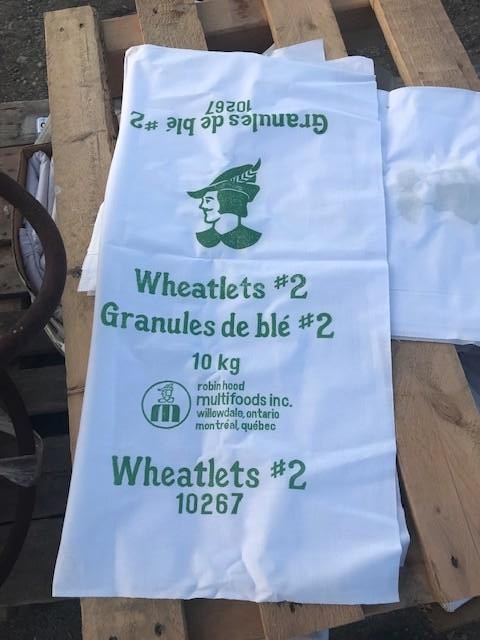 Granules de blé #2
10267
Wheatlets #2
Granules de blé #2
10 kg
robin hood
multifoods inc.
willowdale, ontario
montréal, québec
Wheatlets #2
10267